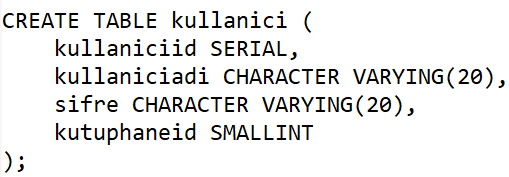 CREATE TABLE kullanici (
    kullaniciid SERIAL,
    kullaniciadi CHARACTER VARYING(20),
    sifre CHARACTER VARYING(20),
    kutuphaneid SMALLINT
);